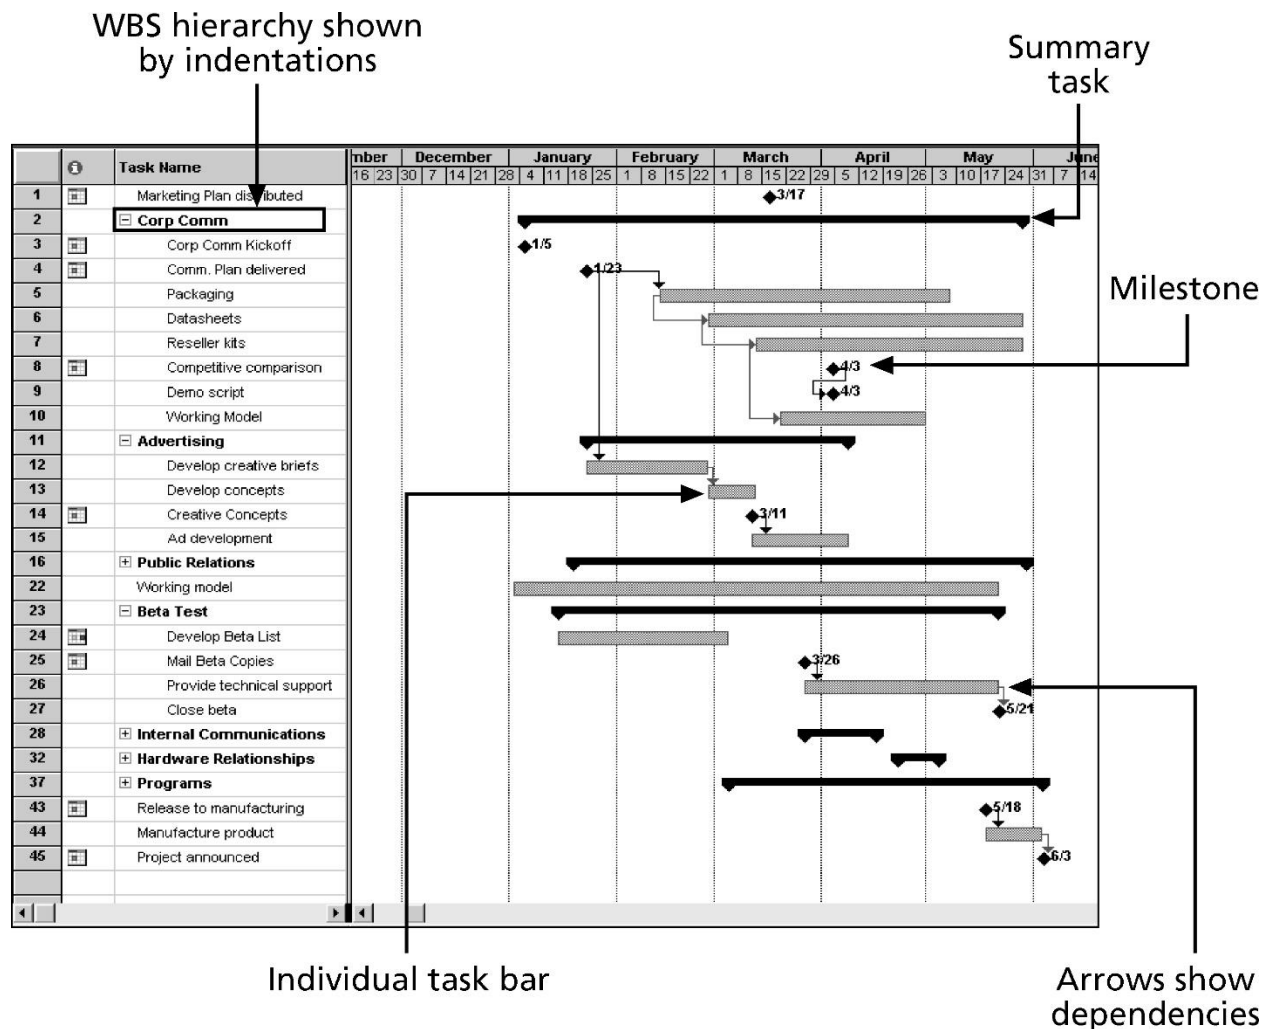 WBS hierarchy shown
by indentations
Summary
task
Task Name
mber December January February March April May June
16 23 30 7 14 21 28 4 11 18 25 1 8 15 22 1 8 15 22 29 5 12 19 26 3 10 17 24 31 7 14
1 Marketing Plan distributed 3/17
2 Corp Comm
3 Corp Comm Kickoff 1/5
4 Comm. Plan delivered 1/23
5 Packaging
Milestone
6 Datasheets
7 Reseller kits
8 Competitive comparison 4/3
9 Demo script 4/3
10 Working Model
11 Advertising
12 Develop creative briefs
13 Develop concepts
14 Creative Concepts 3/11
15 Ad development
16 Public Relations
22 Working model
23 Beta Test
24 Develop Beta List
25 Mail Beta Copies 3/26
26 Provide technical support
27 Close beta 5/21
28 Internal Communications
32 Hardware Relationships
37 Programs
43 Release to manufacturing 5/18
44 Manufacture product
45 Project announced 6/3
Individual task bar
Arrows show
dependencies